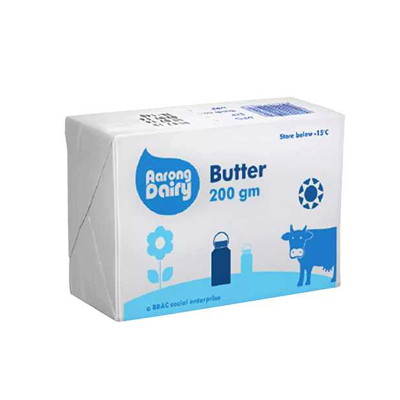 Store below -15°C
Aarong
Dairy
Butter
200 gm
a BRAC social enterprise